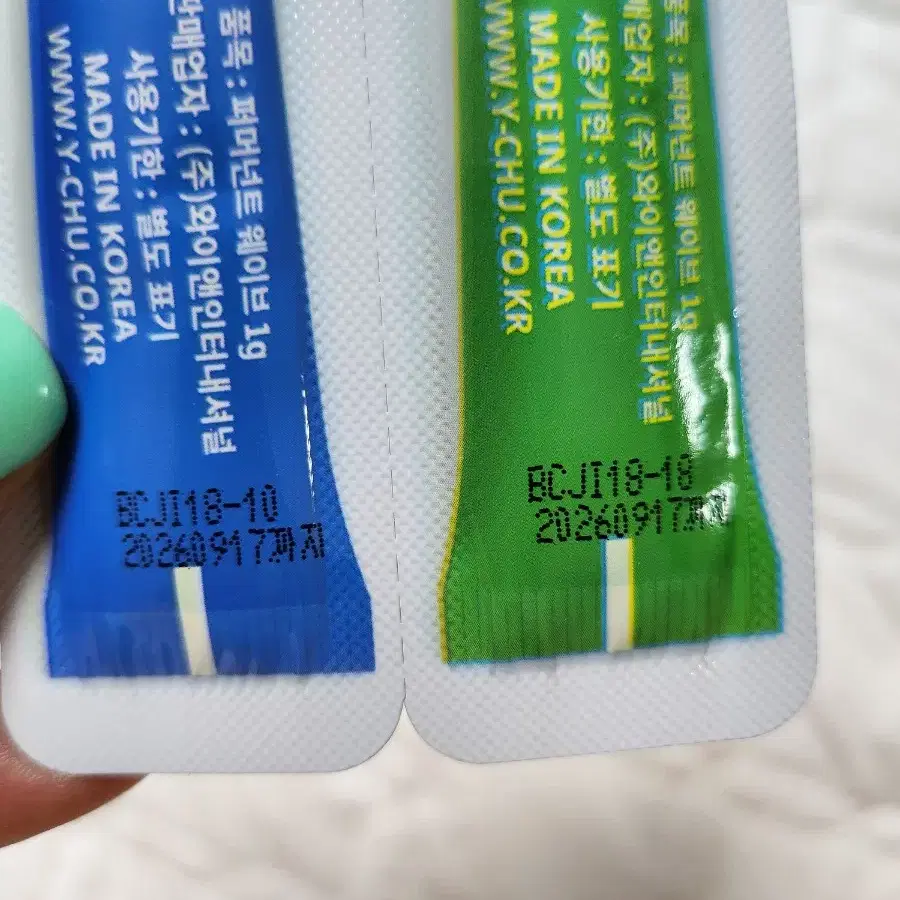 품목 : 퍼머넌트 웨이브 1g
판매업자 : (주)와이앤인터내셔널
사용기한 : 별도 표기
MADE IN KOREA
WWW.Y-CHU.CO.KR
BCJI18-10
20260917까지
품목 : 퍼머넌트 웨이브 1g
매업자 : (주)와이앤인터내셔널
사용기한 : 별도 표기
MADE IN KOREA
WWW.Y-CHU.CO.KR
BCJI18-18
20260917까지